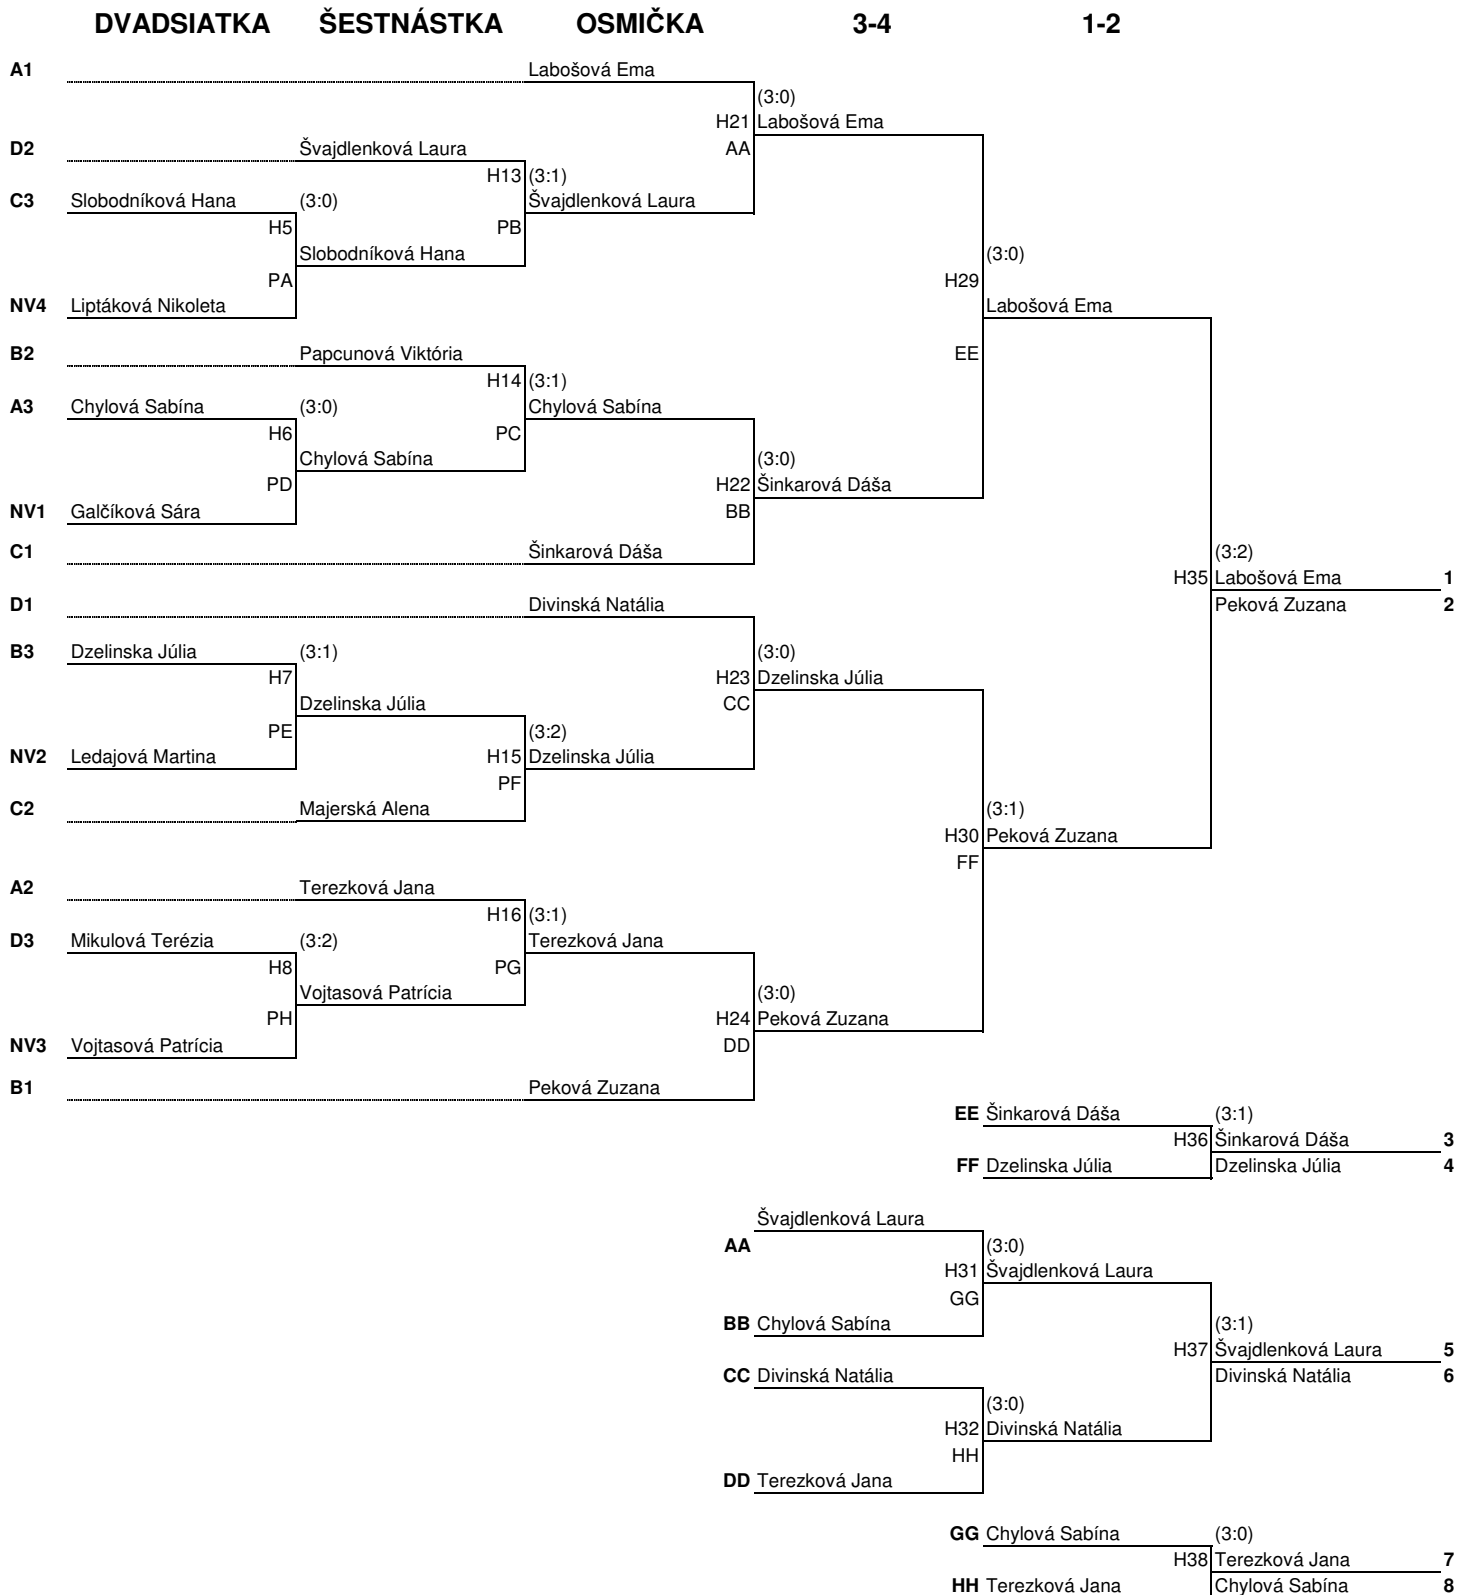 DVADSIATKA ŠESTNÁSTKA OSMIČKA 3-4 1-2
A1 Labošová Ema
(3:0)
H21 Labošová Ema
D2 Švajdlenková Laura AA
H13 (3:1)
C3 Slobodníková Hana (3:0) Švajdlenková Laura
H5 PB
Slobodníková Hana (3:0)
PA H29
NV4 Liptáková Nikoleta Labošová Ema
B2 Papcunová Viktória EE
H14 (3:1)
A3 Chylová Sabína (3:0) Chylová Sabína
H6 PC
Chylová Sabína (3:0)
PD H22 Šinkarová Dáša
NV1 Galčíková Sára BB
C1 Šinkarová Dáša (3:2)
H35 Labošová Ema 1
D1 Divinská Natália Peková Zuzana 2
B3 Dzelinska Júlia (3:1) (3:0)
H7 H23 Dzelinska Júlia
Dzelinska Júlia CC
PE (3:2)
NV2 Ledajová Martina H15 Dzelinska Júlia
PF
C2 Majerská Alena (3:1)
H30 Peková Zuzana
FF
A2 Terezková Jana
H16 (3:1)
D3 Mikulová Terézia (3:2) Terezková Jana
H8 PG
Vojtasová Patrícia (3:0)
PH H24 Peková Zuzana
NV3 Vojtasová Patrícia DD
B1 Peková Zuzana
EE Šinkarová Dáša (3:1)
H36 Šinkarová Dáša 3
FF Dzelinska Júlia Dzelinska Júlia 4
Švajdlenková Laura
AA (3:0)
H31 Švajdlenková Laura
GG
BB Chylová Sabína (3:1)
H37 Švajdlenková Laura 5
CC Divinská Natália Divinská Natália 6
(3:0)
H32 Divinská Natália
HH
DD Terezková Jana
GG Chylová Sabína (3:0)
H38 Terezková Jana 7
HH Terezková Jana Chylová Sabína 8